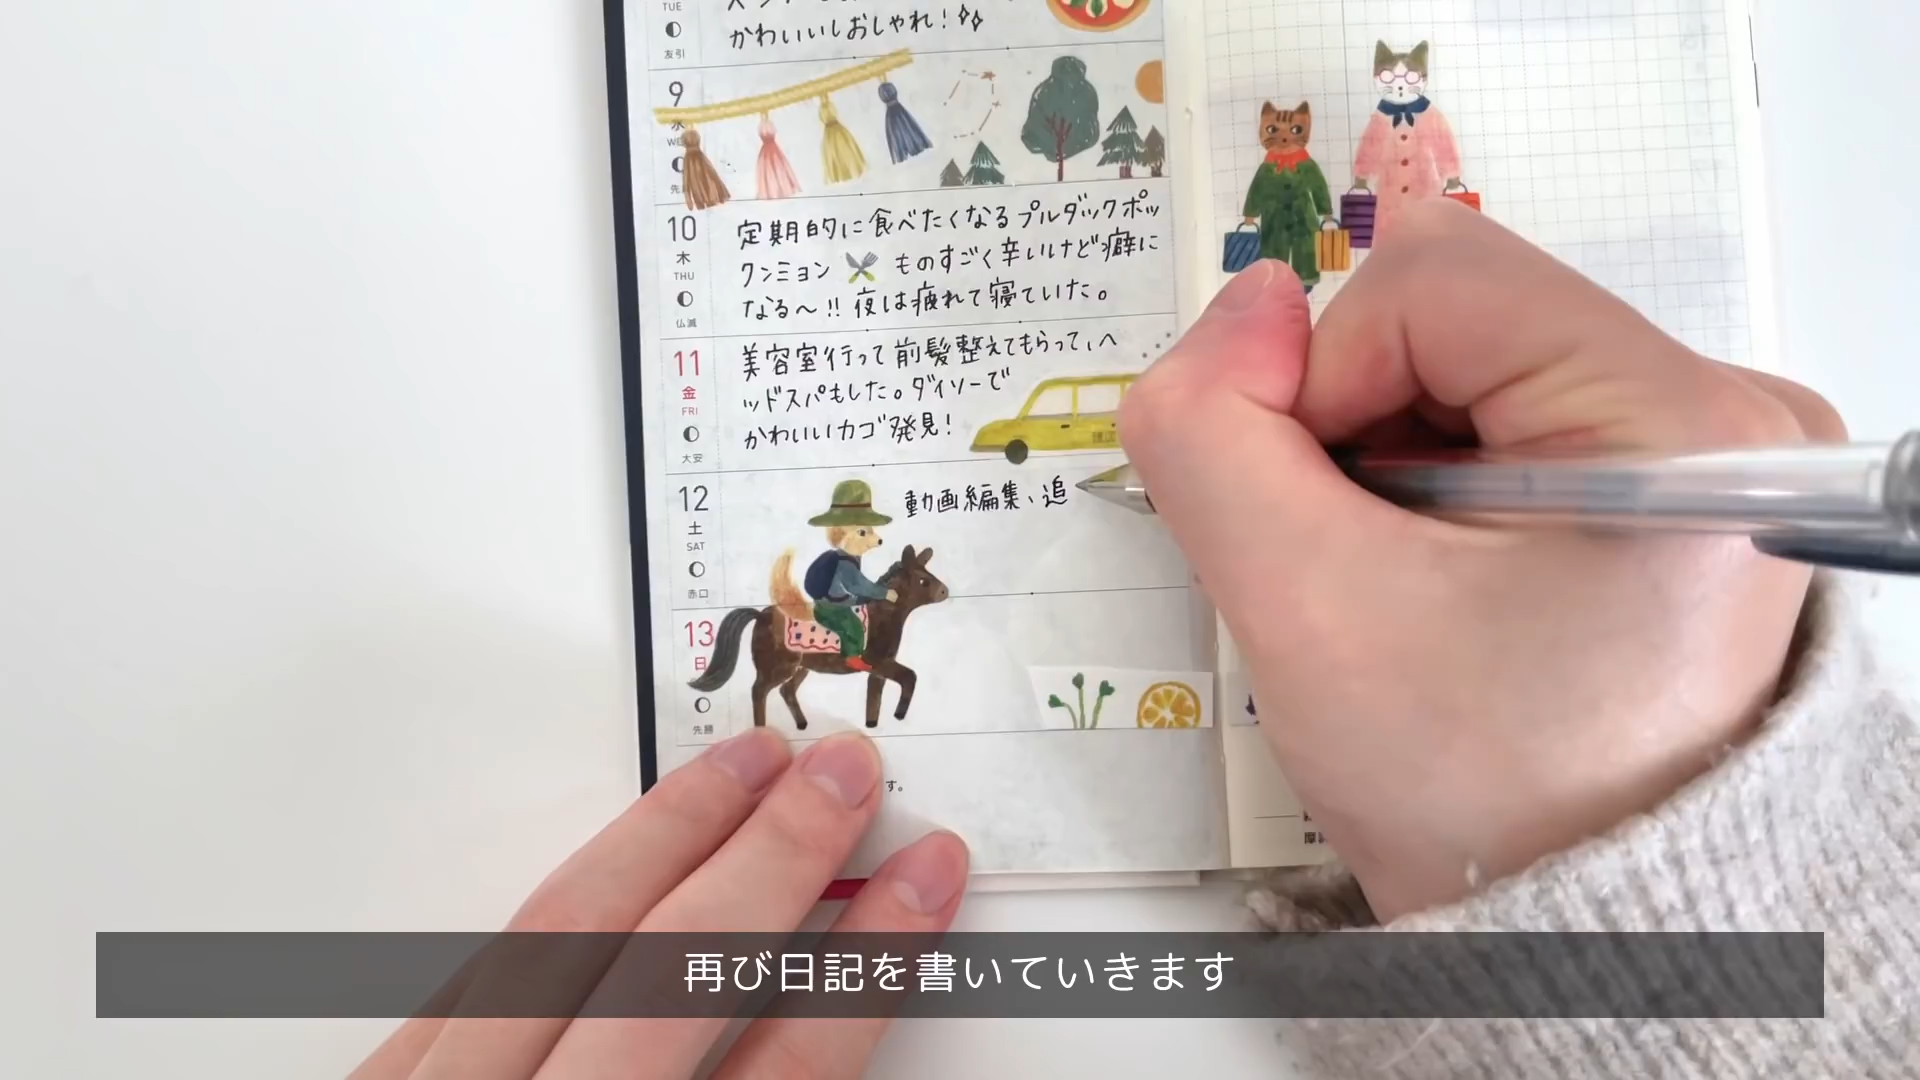 TUE
友引
かわいいしおしゃれ!
9
水
10
木
THU
仏滅
定期的に食べたくなるプルダックポッ
クンミョン ものすごく辛いけど癖に
なる〜!! 夜は疲れて寝ていた。
11
金
FRI
大安
美容室行って前髪整えてもらって、ヘ
ッドスパもした。ダイソーで
かわいいカゴ発見!
12
土
SAT
赤口
動画編集、追
13
日
先勝
す。
再び日記を書いていきます